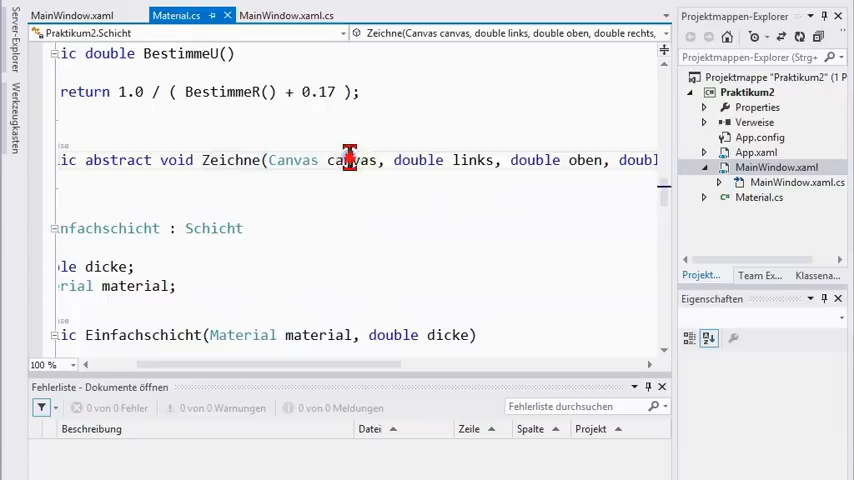 MainWindow.xaml
Material.cs
MainWindow.xaml.cs
Server-Explorer
Werkzeugkasten
Praktikum2.Schicht
Zeichne(Canvas canvas, double links, double oben, double rechts,
ic double BestimmeU()
return 1.0 / ( BestimmeR() + 0.17 );
ic abstract void Zeichne(Canvas canvas, double links, double oben, doubl
nfachschicht : Schicht
le dicke;
rial material;
ic Einfachschicht(Material material, double dicke)
100 %
Fehlerliste - Dokumente öffnen
0 von 0 Fehler
0 von 0 Warnungen
0 von 0 Meldungen
Fehlerliste durchsuchen
Beschreibung
Datei
Zeile
Spalte
Projekt
Projektmappen-Explorer
Projektmappen-Explorer (Strg+
Projektmappe "Praktikum2" (1 P
Praktikum2
Properties
Verweise
App.config
App.xaml
MainWindow.xaml
MainWindow.xaml.cs
Material.cs
Projekt...
Team Ex...
Klassena...
Eigenschaften